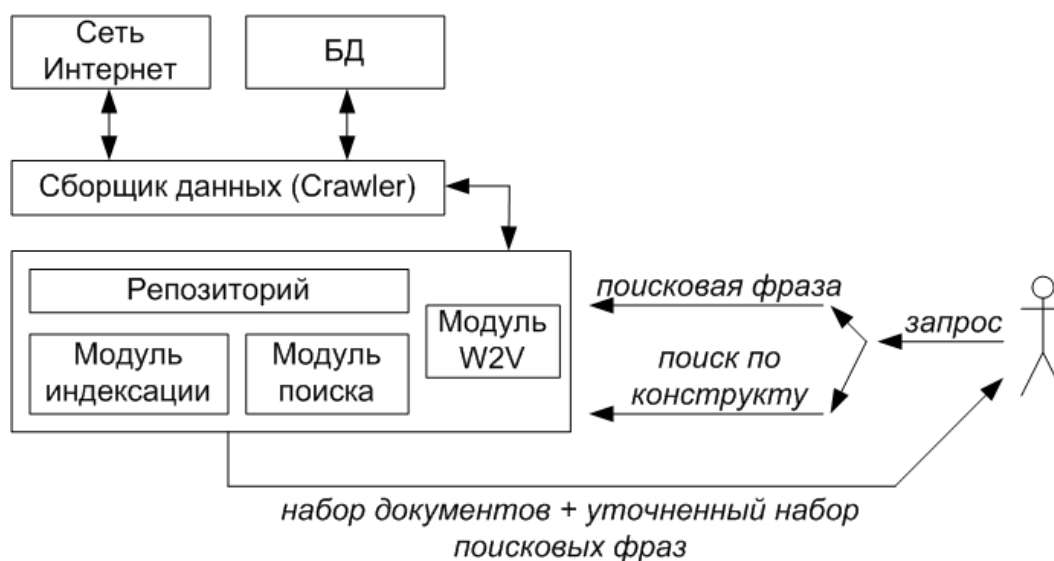 Сеть
Интернет
БД
Сборщик данных (Crawler)
Репозиторий
Модуль
индексации
Модуль
поиска
Модуль
W2V
поисковая фраза
поиск по
конструкту
запрос
набор документов + уточненный набор
поисковых фраз